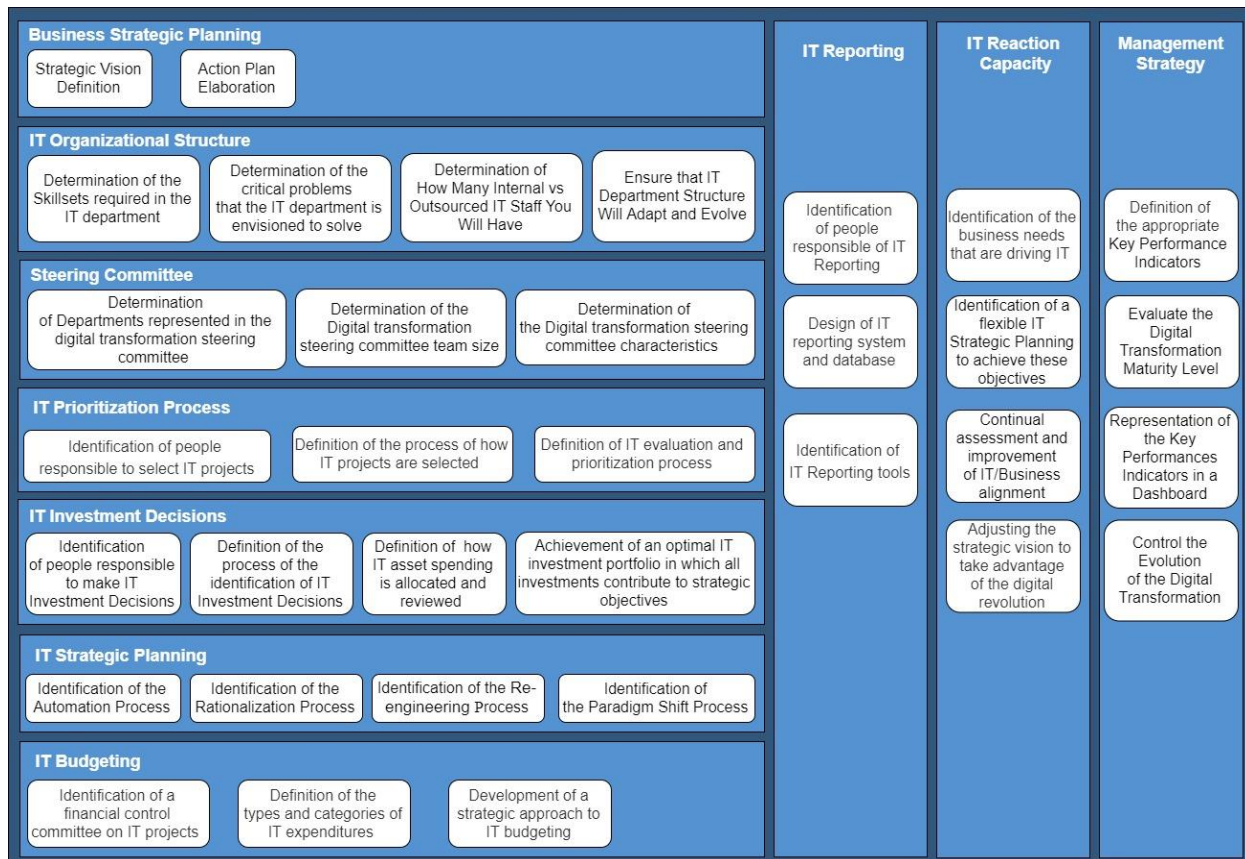 Business Strategic Planning
Strategic Vision
Definition
Action Plan
Elaboration
IT Organizational Structure
Determination of the
Skillsets required in the
IT department
Determination of the
critical problems
that the IT department is
envisioned to solve
Determination of
How Many Internal vs
Outsourced IT Staff You
Will Have
Ensure that IT
Department Structure
Will Adapt and Evolve
Steering Committee
Determination
of Departments represented in the
digital transformation steering
committee
Determination of the
Digital transformation
steering committee team size
Determination of
the Digital transformation steering
committee characteristics
IT Prioritization Process
Identification of people
responsible to select IT projects
Definition of the process of how
IT projects are selected
Definition of IT evaluation and
prioritization process
IT Investment Decisions
Identification
of people responsible
to make IT
Investment Decisions
Definition of the
process of the
identification of IT
Investment Decisions
Definition of how
IT asset spending
is allocated and
reviewed
Achievement of an optimal IT
investment portfolio in which all
investments contribute to strategic
objectives
IT Strategic Planning
Identification of the
Automation Process
Identification of the
Rationalization Process
Identification of the Re-
engineering Process
Identification of
the Paradigm Shift Process
IT Budgeting
Identification of a
financial control
committee on IT projects
Definition of the
types and categories of
IT expenditures
Development of a
strategic approach to
IT budgeting
IT Reporting
Identification
of people
responsible of IT
Reporting
Design of IT
reporting system
and database
Identification of
IT Reporting tools
IT Reaction
Capacity
Identification of the
business needs
that are driving IT
Identification of a
flexible IT
Strategic Planning
to achieve these
objectives
Continual
assessment and
improvement
of IT/Business
alignment
Adjusting the
strategic vision to
take advantage
of the digital
revolution
Management
Strategy
Definition of
the appropriate
Key Performance
Indicators
Evaluate the
Digital
Transformation
Maturity Level
Representation of
the Key
Performances
Indicators in a
Dashboard
Control the
Evolution
of the Digital
Transformation